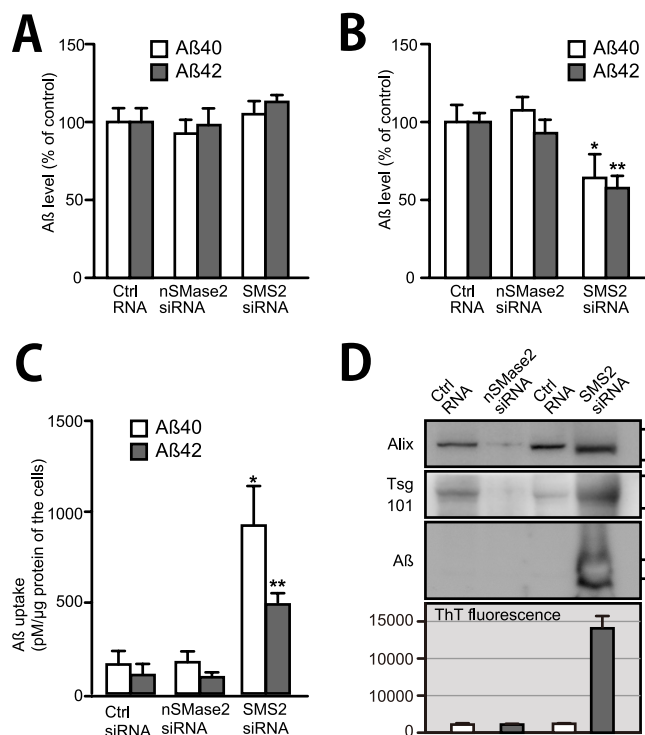 A
150
100
50
0
Aß level (% of control)
Aß40
Aß42
Ctrl
RNA
nSMase2
siRNA
SMS2
siRNA
B
150
100
50
0
Aß level (% of control)
Aß40
Aß42
*
**
Ctrl
RNA
nSMase2
siRNA
SMS2
siRNA
C
1500
1000
500
0
Aß uptake
(pM/µg protein of the cells)
Aß40
Aß42
*
**
Ctrl
siRNA
nSMase2
siRNA
SMS2
siRNA
D
Ctrl
RNA
nSMase2
siRNA
Ctrl
RNA
SMS2
siRNA
Alix
Tsg
101
Aß
ThT fluorescence
15000
10000
10000
0